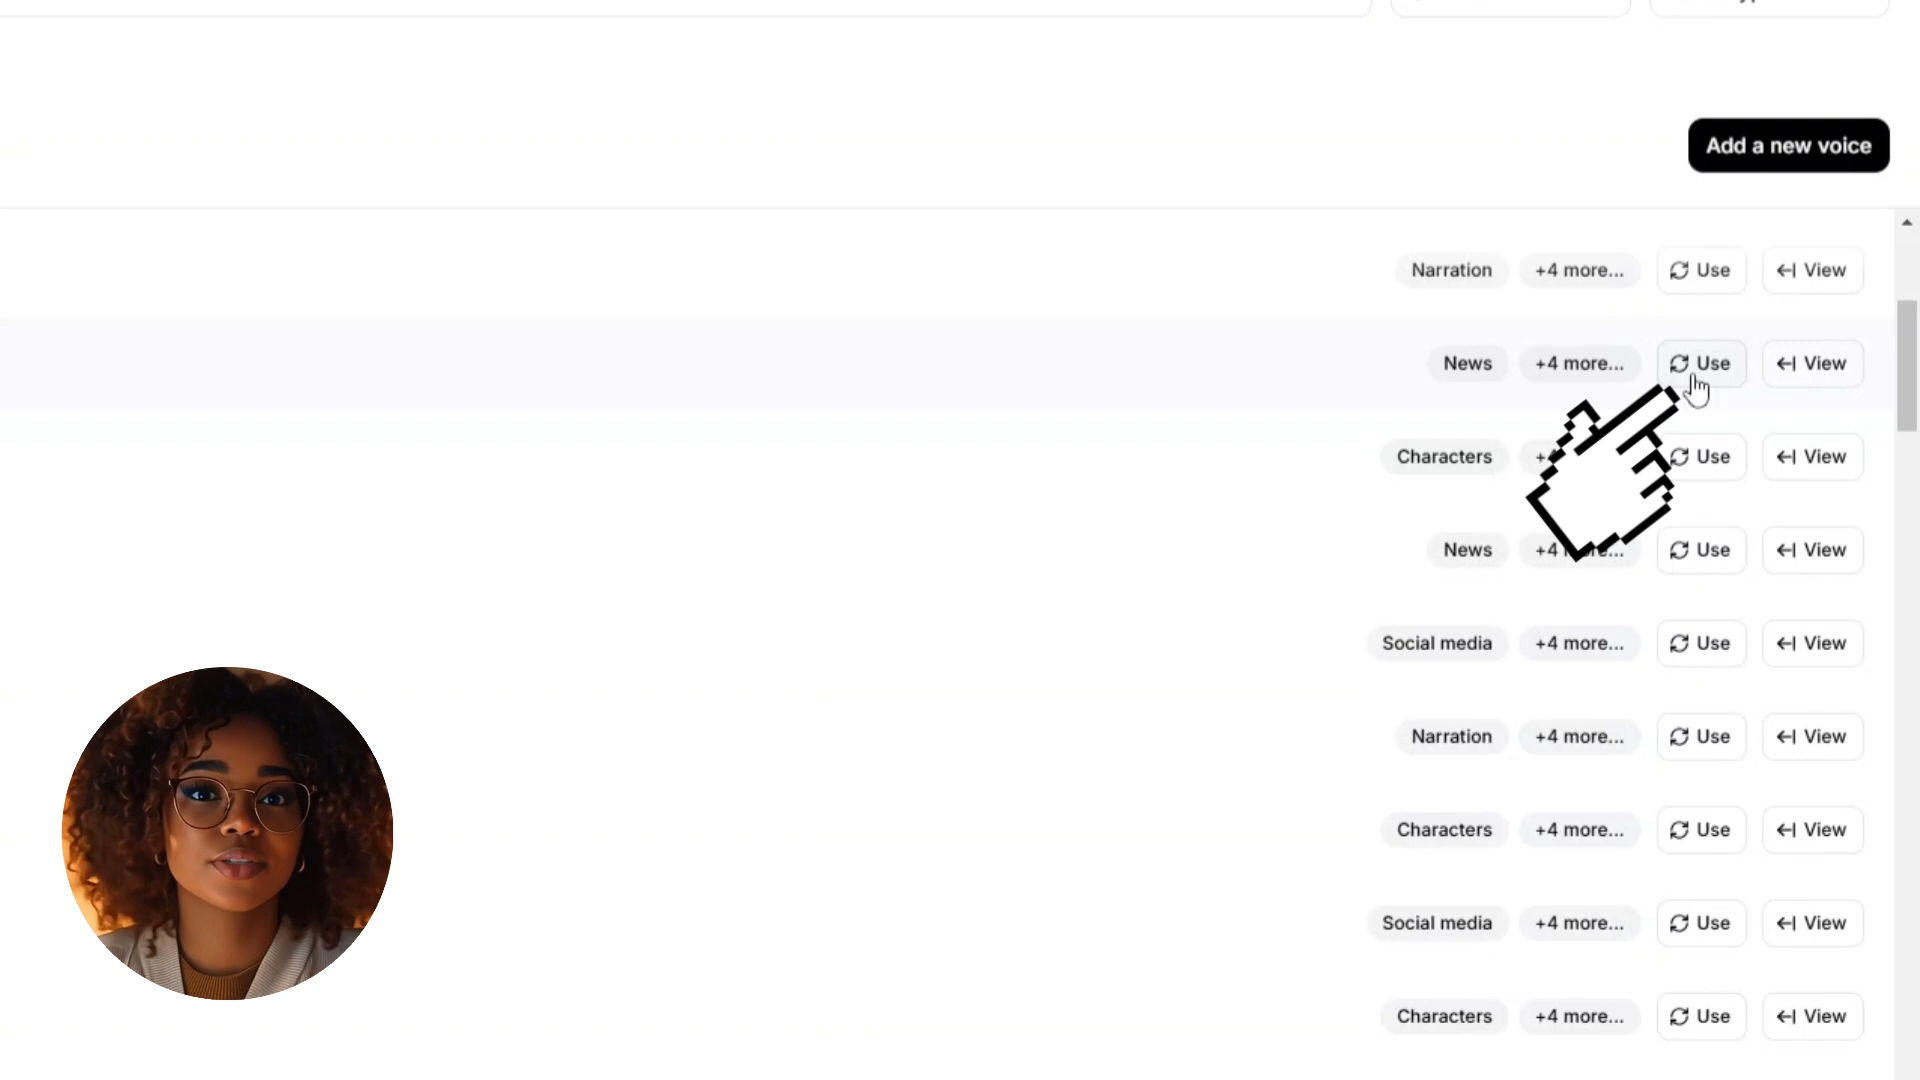 Add a new voice
Narration +4 more... Use View
News +4 more... Use View
Characters Use View
News +4 Use View
Social media +4 more... Use View
Narration +4 more... Use View
Characters +4 more... Use View
Social media +4 more... Use View
Characters +4 more... Use View